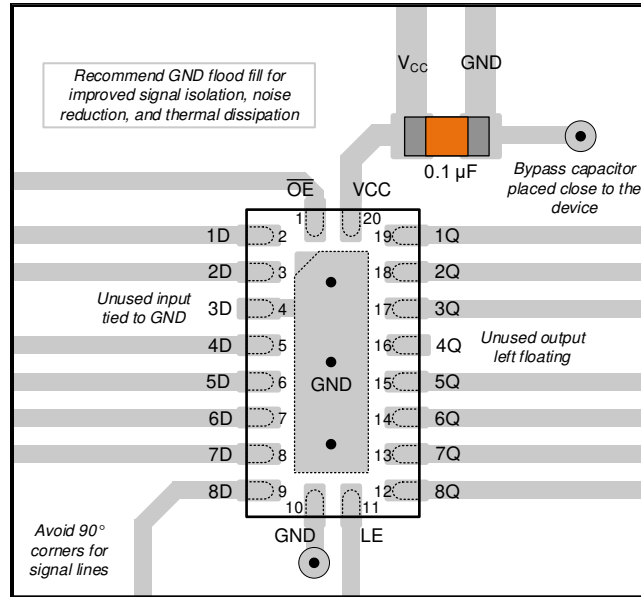 V_CC GND
Recommend GND flood fill for
improved signal isolation, noise
reduction, and thermal dissipation
0.1 µF
Bypass capacitor
placed close to the
device
O̅E̅ VCC
1 20
1D 2 19 1Q
2D 3 18 2Q
Unused input
tied to GND
3D 4 17 3Q
4D 5 16 4Q
Unused output
left floating
5D 6 GND 15 5Q
6D 7 14 6Q
7D 8 13 7Q
8D 9 12 8Q
10 11
GND LE
Avoid 90°
corners for
signal lines